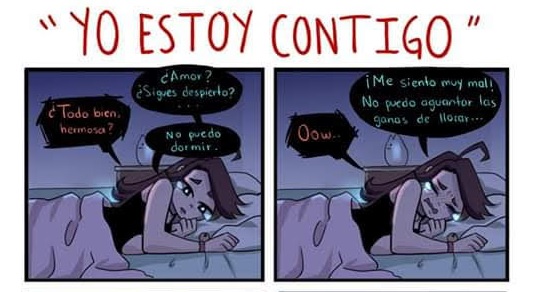 "YO ESTOY CONTIGO"
¿Amor?
¿Sigues despierto?
...
¿Todo bien,
hermosa?
No puedo
dormir.
¡Me siento muy mal!
No puedo aguantar las
ganas de llorar...
Oow..